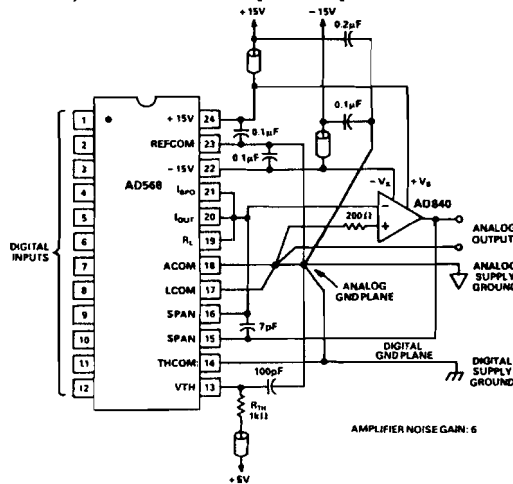 +15V
-15V
0.2μF
0.1μF
1
2
3
4
5
6
7
8
9
10
11
12
DIGITAL
INPUTS
AD568
+15V 24
REFCOM 23
-15V 22
IBPO 21
IOUT 20
RL 19
ACOM 18
LCOM 17
SPAN 16
SPAN 15
THCOM 14
VTH 13
0.1μF
0.1μF
-VS
+VS
AD840
200Ω
ANALOG
OUTPUT
ANALOG
SUPPLY
GROUND
ANALOG
GND PLANE
7pF
DIGITAL
GND PLANE
DIGITAL
SUPPLY
GROUND
100pF
RTH
1kΩ
+5V
AMPLIFIER NOISE GAIN: 6